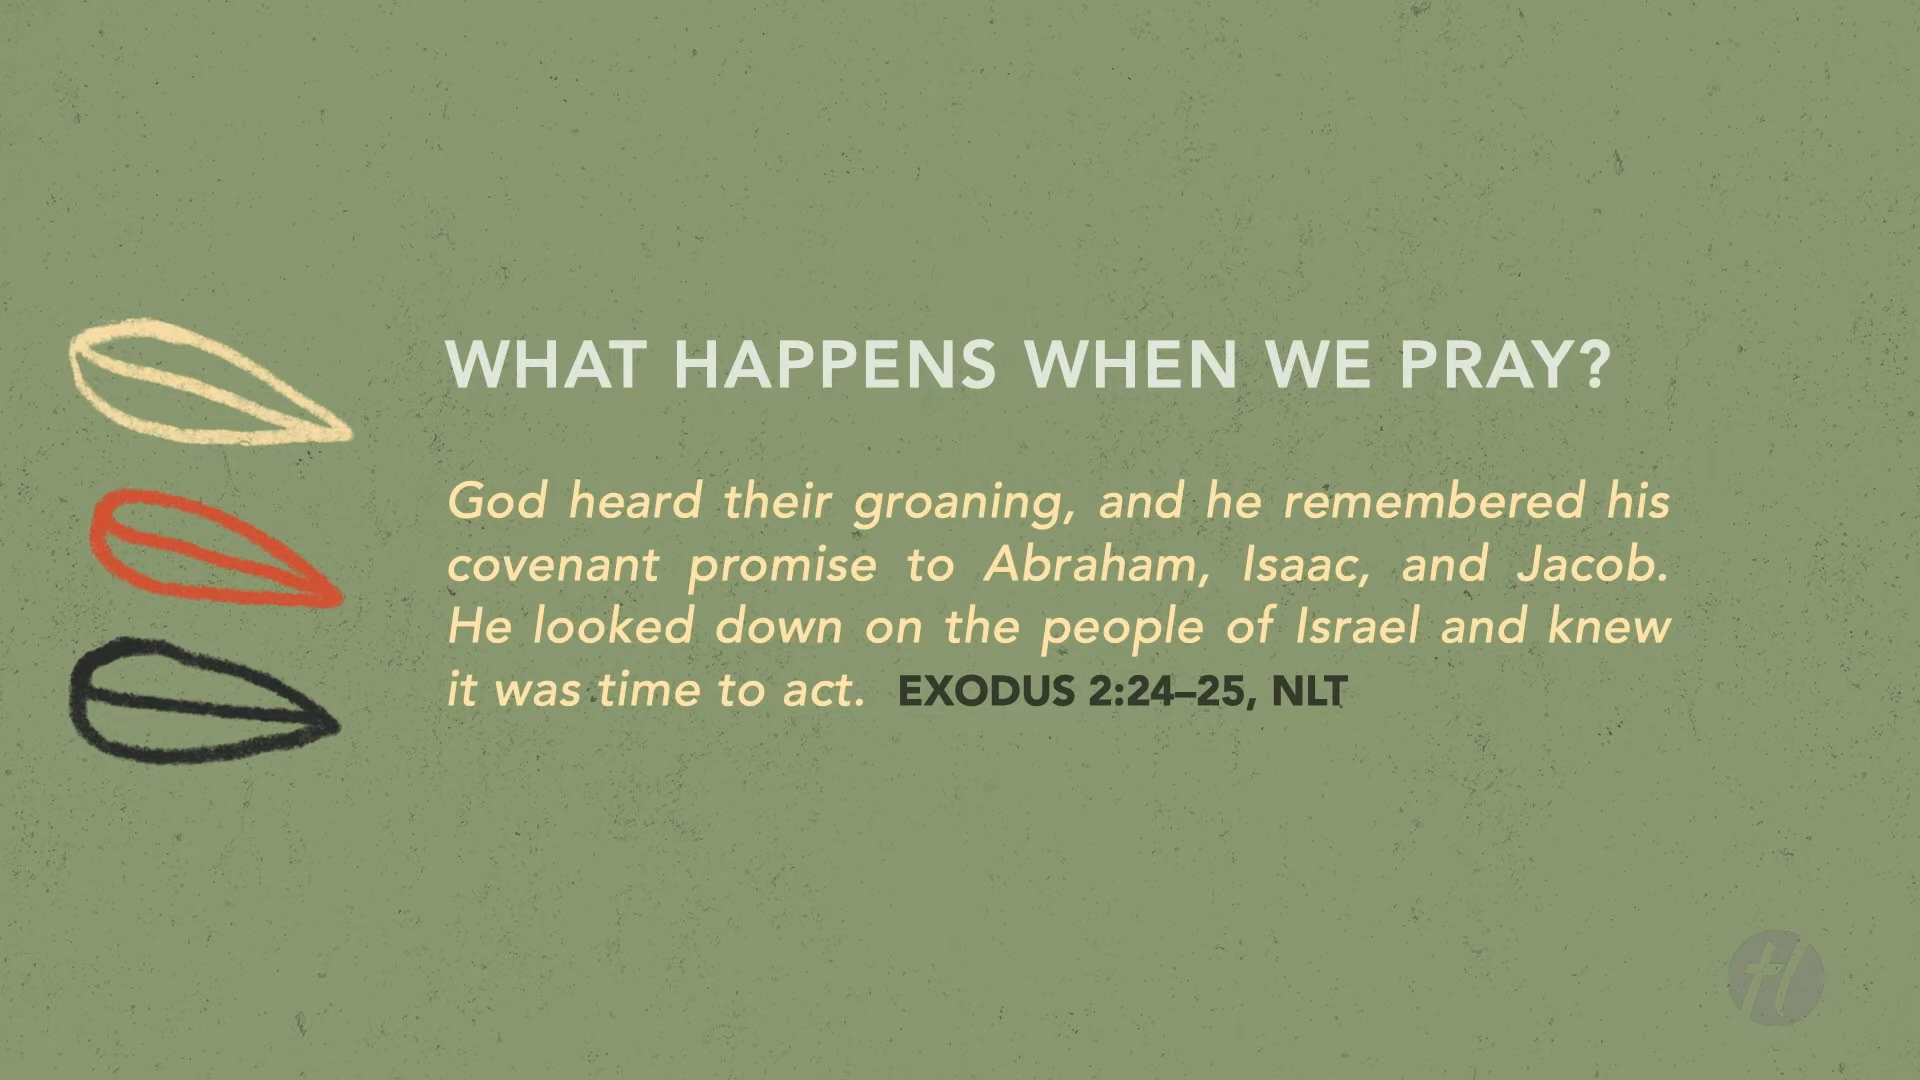 WHAT HAPPENS WHEN WE PRAY?
God heard their groaning, and he remembered his
covenant promise to Abraham, Isaac, and Jacob.
He looked down on the people of Israel and knew
it was time to act. EXODUS 2:24–25, NLT
tl